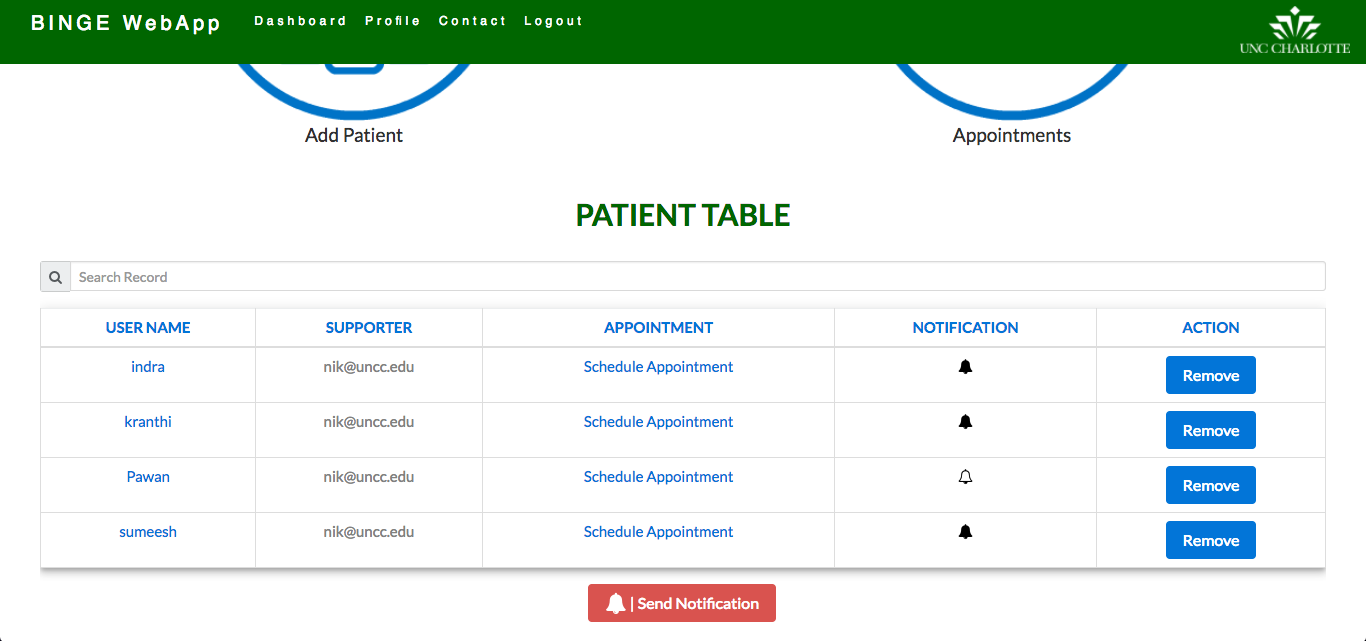 BINGE WebApp Dashboard Profile Contact Logout
UNC CHARLOTTE
Add Patient Appointments
PATIENT TABLE
Search Record
USER NAME SUPPORTER APPOINTMENT NOTIFICATION ACTION
indra nik@uncc.edu Schedule Appointment Remove
kranthi nik@uncc.edu Schedule Appointment Remove
Pawan nik@uncc.edu Schedule Appointment Remove
sumeesh nik@uncc.edu Schedule Appointment Remove
| Send Notification